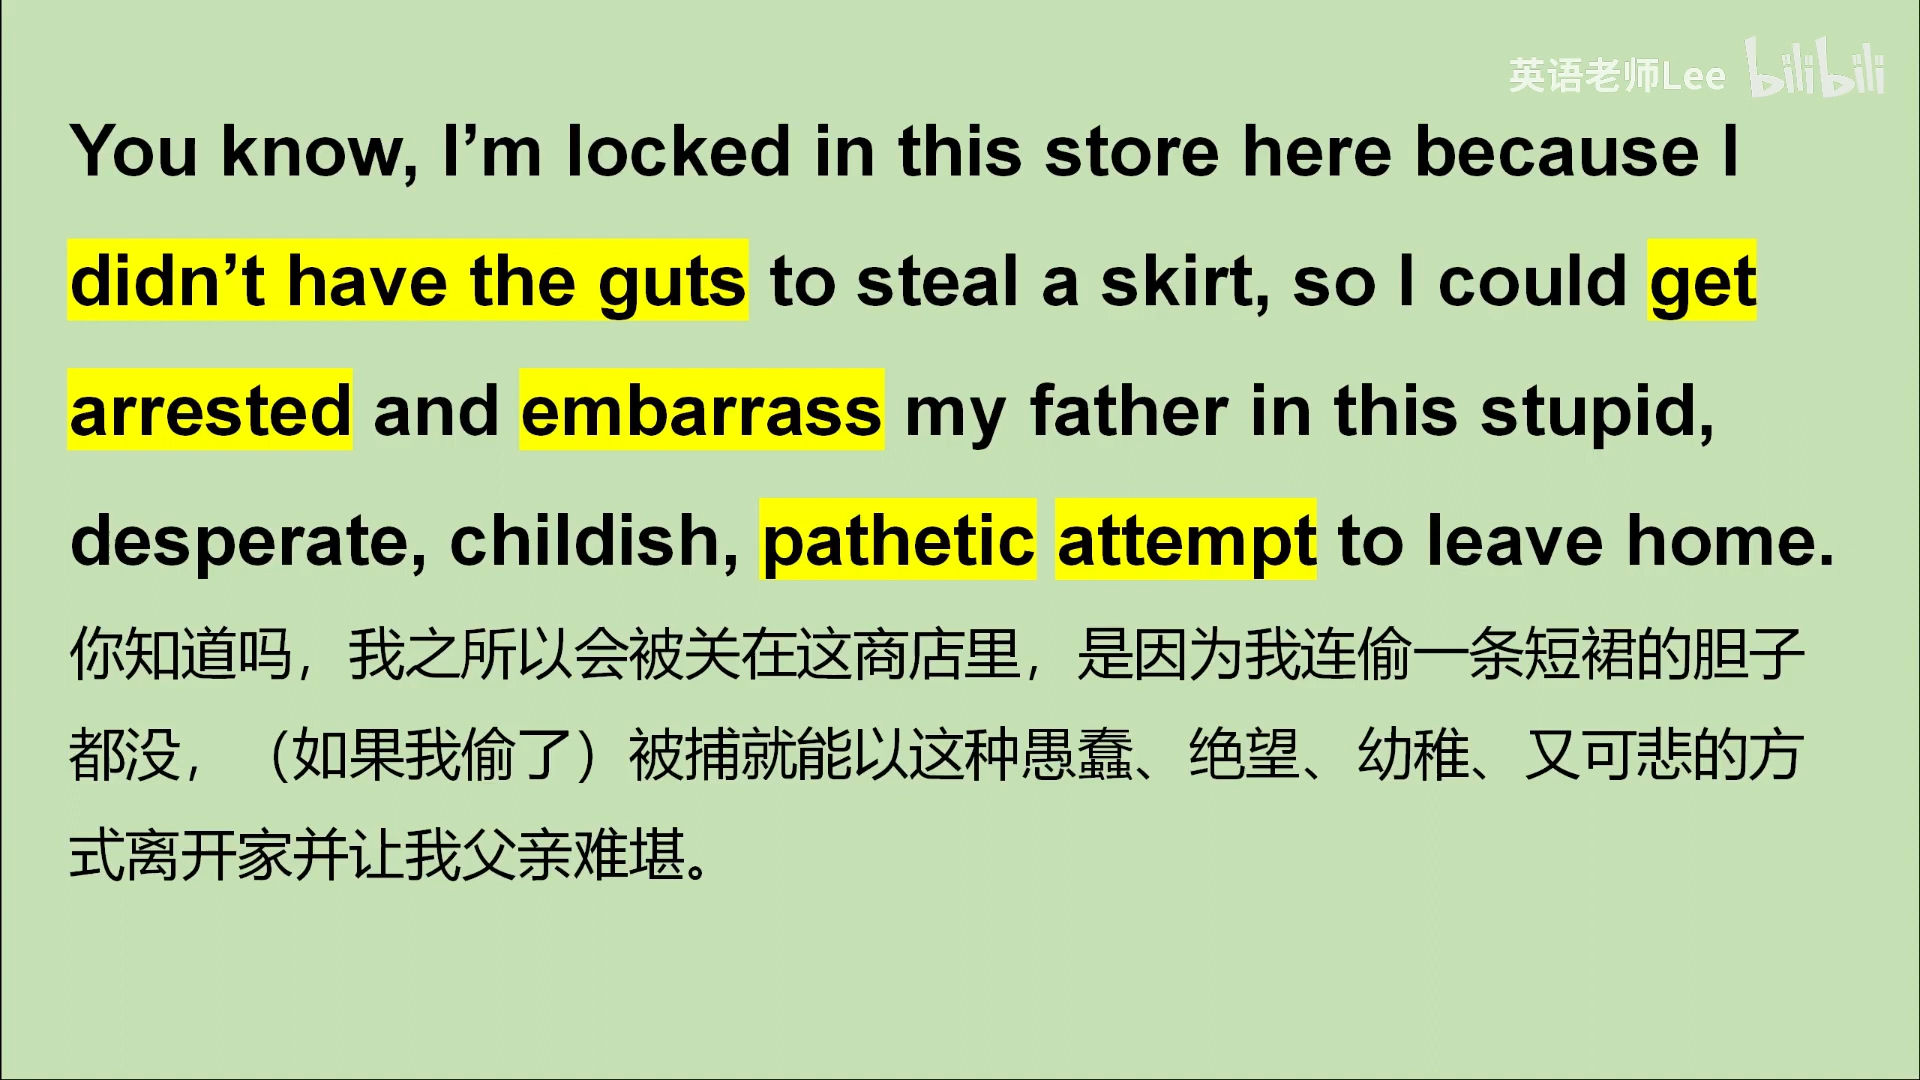 英语老师Lee bilibili
You know, I’m locked in this store here because I
didn’t have the guts to steal a skirt, so I could get
arrested and embarrass my father in this stupid,
desperate, childish, pathetic attempt to leave home.
你知道吗，我之所以会被关在这商店里，是因为我连偷一条短裙的胆子
都没，（如果我偷了）被捕就能以这种愚蠢、绝望、幼稚、又可悲的方
式离开家并让我父亲难堪。